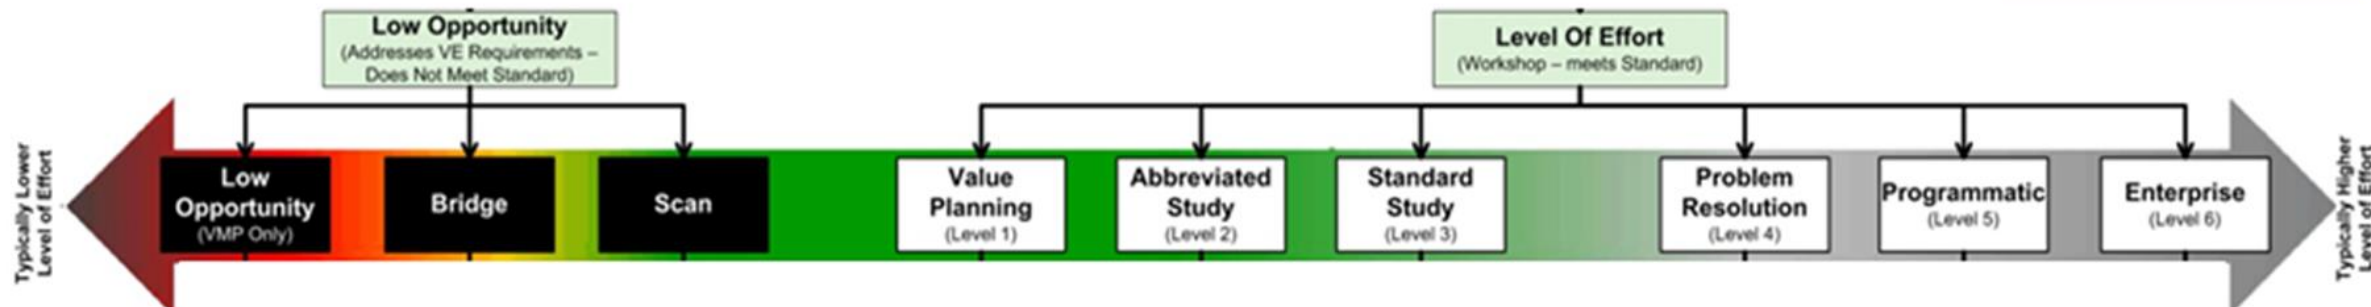 Low Opportunity
(Addresses VE Requirements –
Does Not Meet Standard)
Level Of Effort
(Workshop – meets Standard)
Typically Lower
Level of Effort
Low
Opportunity
(VMP Only)
Bridge
Scan
Value
Planning
(Level 1)
Abbreviated
Study
(Level 2)
Standard
Study
(Level 3)
Problem
Resolution
(Level 4)
Programmatic
(Level 5)
Enterprise
(Level 6)
Typically Higher
Level of Effort